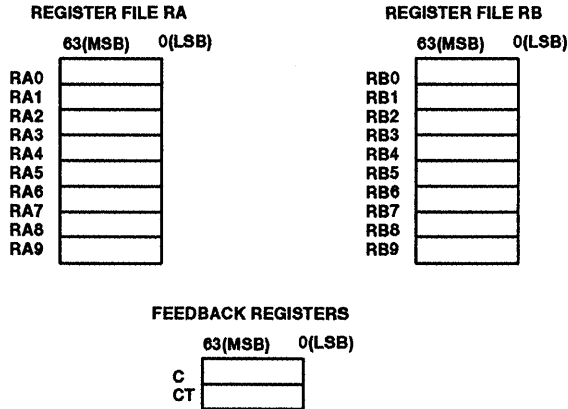 REGISTER FILE RA
63(MSB) 0(LSB)
RA0
RA1
RA2
RA3
RA4
RA5
RA6
RA7
RA8
RA9
REGISTER FILE RB
63(MSB) 0(LSB)
RB0
RB1
RB2
RB3
RB4
RB5
RB6
RB7
RB8
RB9
FEEDBACK REGISTERS
63(MSB) 0(LSB)
C
CT